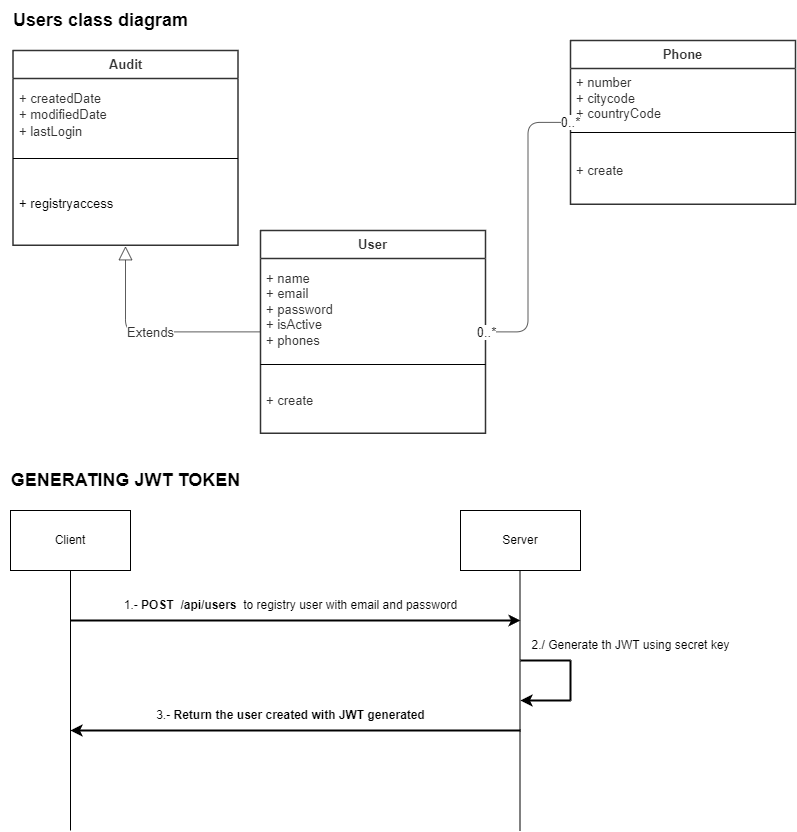 Users class diagram
Audit
+ createdDate
+ modifiedDate
+ lastLogin
+ registryaccess
Phone
+ number
+ citycode
+ countryCode
0..*
+ create
User
+ name
+ email
+ password
+ isActive
+ phones
0..*
+ create
Extends
GENERATING JWT TOKEN
Client
Server
1.- POST /api/users to registry user with email and password
2./ Generate th JWT using secret key
3.- Return the user created with JWT generated